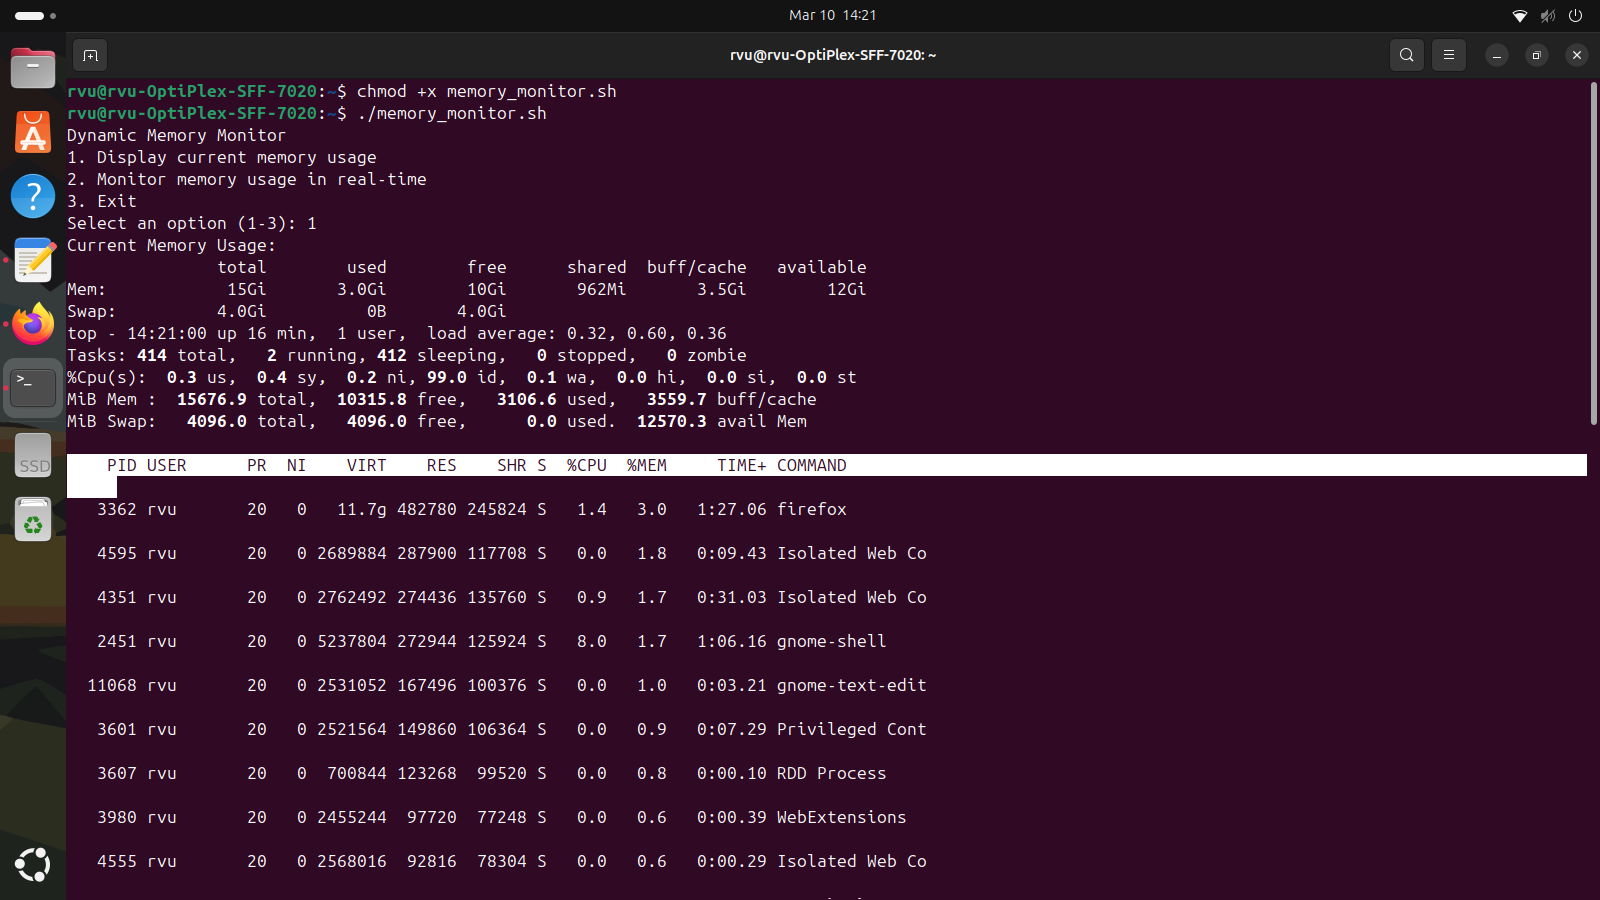 Mar 10 14:21
rvu@rvu-OptiPlex-SFF-7020: ~
rvu@rvu-OptiPlex-SFF-7020:~$ chmod +x memory_monitor.sh
rvu@rvu-OptiPlex-SFF-7020:~$ ./memory_monitor.sh
Dynamic Memory Monitor
1. Display current memory usage
2. Monitor memory usage in real-time
3. Exit
Select an option (1-3): 1
Current Memory Usage:
total used free shared buff/cache available
Mem: 15Gi 3.0Gi 10Gi 962Mi 3.5Gi 12Gi
Swap: 4.0Gi 0B 4.0Gi
top - 14:21:00 up 16 min, 1 user, load average: 0.32, 0.60, 0.36
Tasks: 414 total, 2 running, 412 sleeping, 0 stopped, 0 zombie
%Cpu(s): 0.3 us, 0.4 sy, 0.2 ni, 99.0 id, 0.1 wa, 0.0 hi, 0.0 si, 0.0 st
MiB Mem : 15676.9 total, 10315.8 free, 3106.6 used, 3559.7 buff/cache
MiB Swap: 4096.0 total, 4096.0 free, 0.0 used. 12570.3 avail Mem
PID USER PR NI VIRT RES SHR S %CPU %MEM TIME+ COMMAND
3362 rvu 20 0 11.7g 482780 245824 S 1.4 3.0 1:27.06 firefox
4595 rvu 20 0 2689884 287900 117708 S 0.0 1.8 0:09.43 Isolated Web Co
4351 rvu 20 0 2762492 274436 135760 S 0.9 1.7 0:31.03 Isolated Web Co
2451 rvu 20 0 5237804 272944 125924 S 8.0 1.7 1:06.16 gnome-shell
11068 rvu 20 0 2531052 167496 100376 S 0.0 1.0 0:03.21 gnome-text-edit
3601 rvu 20 0 2521564 149860 106364 S 0.0 0.9 0:07.29 Privileged Cont
3607 rvu 20 0 700844 123268 99520 S 0.0 0.8 0:00.10 RDD Process
3980 rvu 20 0 2455244 97720 77248 S 0.0 0.6 0:00.39 WebExtensions
4555 rvu 20 0 2568016 92816 78304 S 0.0 0.6 0:00.29 Isolated Web Co
>_
SSD